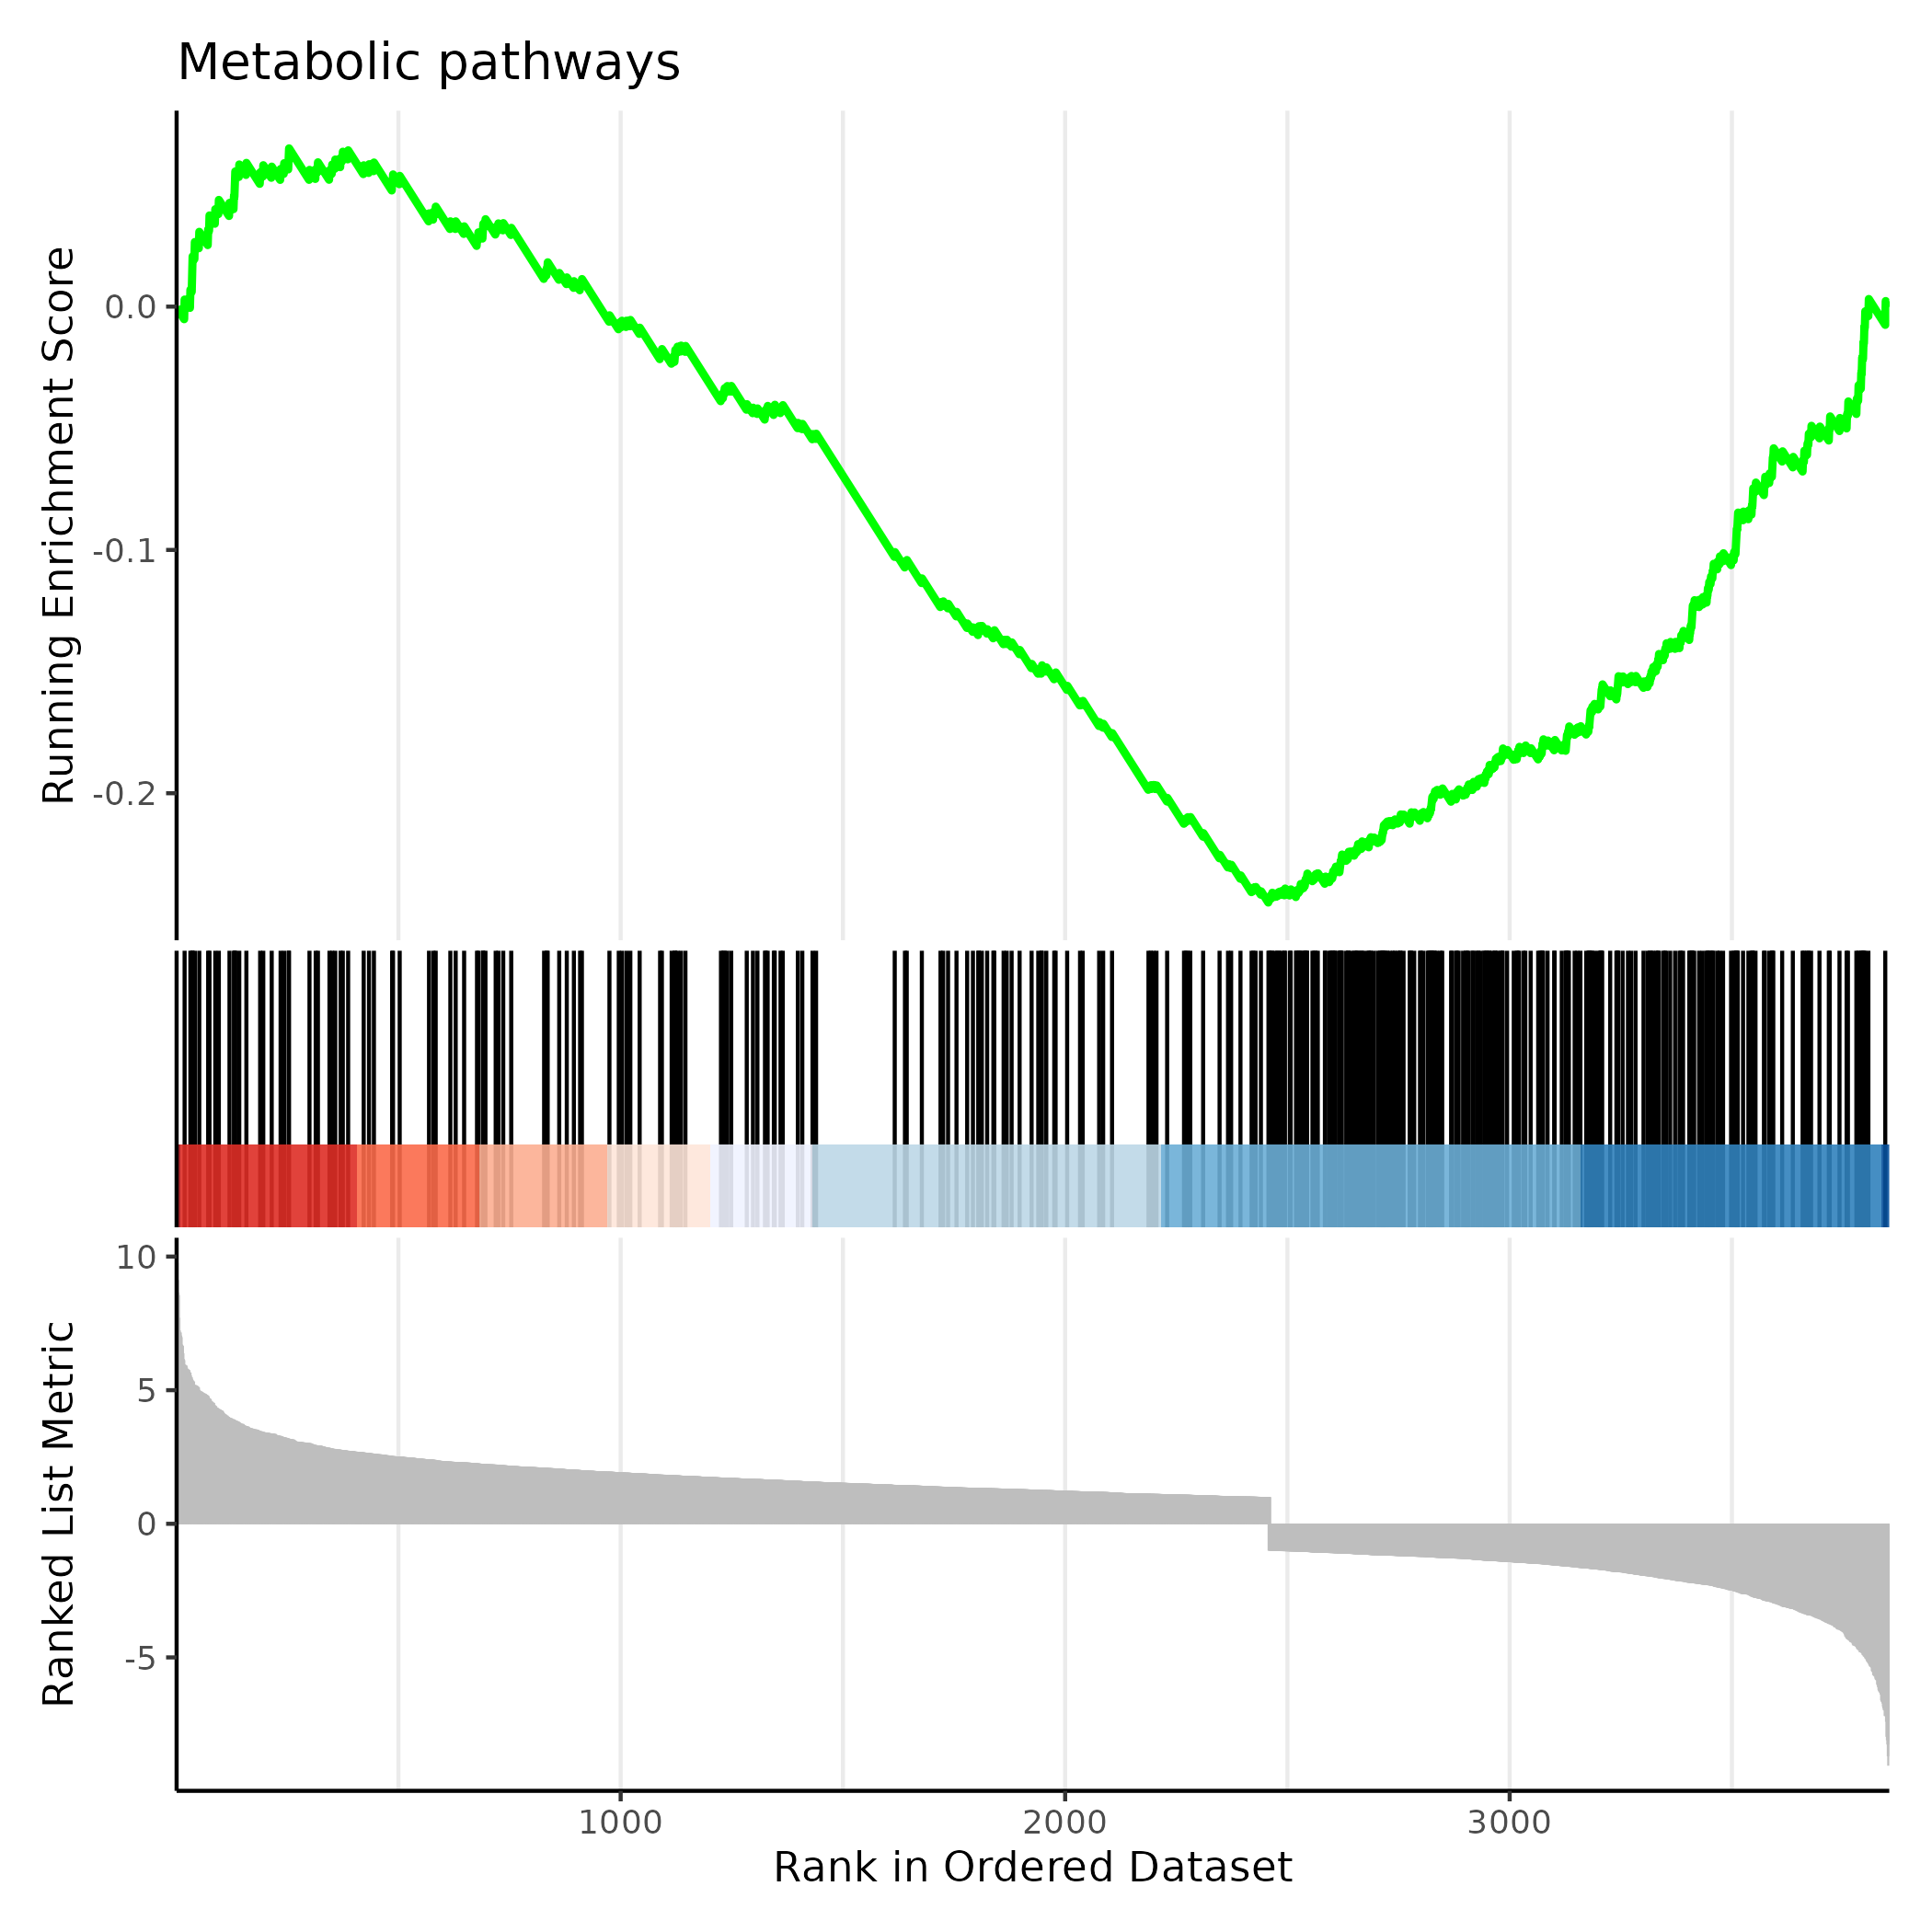 Metabolic pathways
Running Enrichment Score
0.0
-0.1
-0.2
Ranked List Metric
10
5
0
-5
1000 2000 3000
Rank in Ordered Dataset